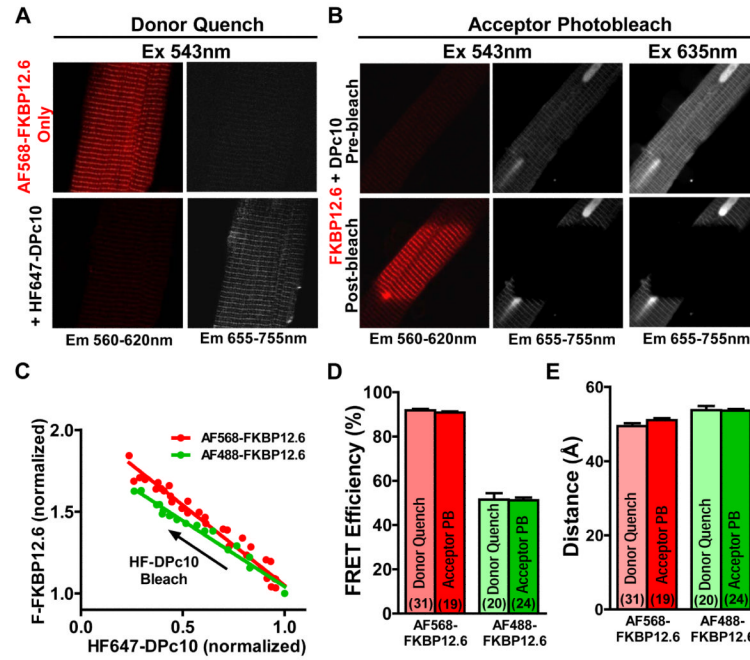 A
Donor Quench
Ex 543nm
AF568-FKBP12.6
Only
+ HF647-DPc10
Em 560-620nm
Em 655-755nm
B
Acceptor Photobleach
Ex 543nm
Ex 635nm
FKBP12.6 + DPc10
Pre-bleach
Post-bleach
Em 560-620nm
Em 655-755nm
Em 655-755nm
C
F-FKBP12.6 (normalized)
2.0
1.5
1.0
AF568-FKBP12.6
AF488-FKBP12.6
HF-DPc10
Bleach
0.0
0.5
1.0
HF647-DPc10 (normalized)
D
FRET Efficiency (%)
100
80
60
40
20
0
Donor Quench
(31)
Acceptor PB
(19)
Donor Quench
(20)
Acceptor PB
(24)
AF568-
FKBP12.6
AF488-
FKBP12.6
E
Distance (Å)
60
40
20
0
Donor Quench
(31)
Acceptor PB
(19)
Donor Quench
(20)
Acceptor PB
(24)
AF568-
FKBP12.6
AF488-
FKBP12.6